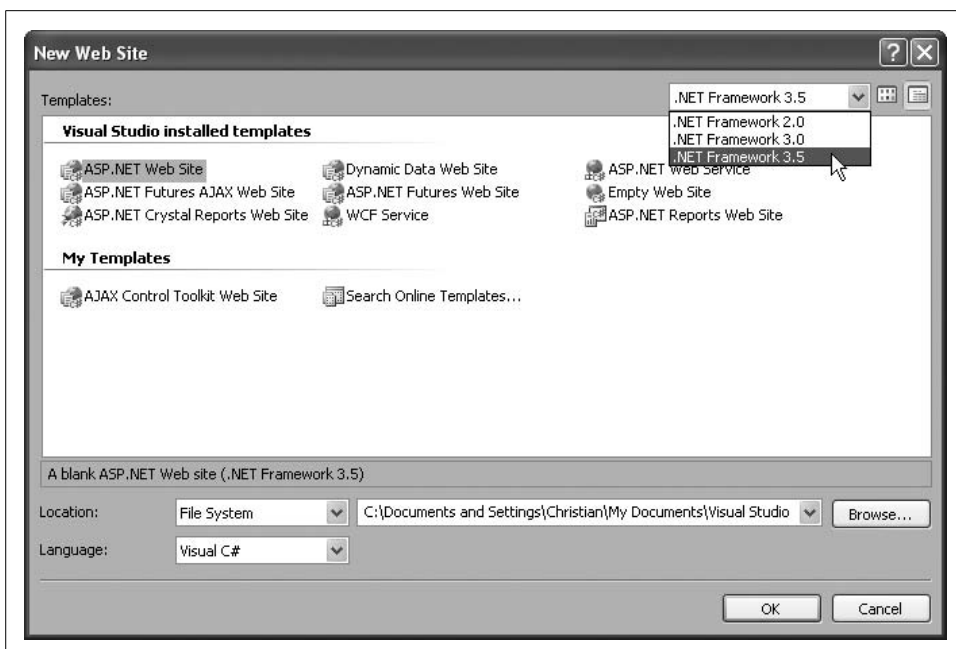 New Web Site
Templates:
.NET Framework 3.5
.NET Framework 2.0
.NET Framework 3.0
.NET Framework 3.5
Visual Studio installed templates
ASP.NET Web Site Dynamic Data Web Site ASP.NET Web Service
ASP.NET Futures AJAX Web Site ASP.NET Futures Web Site Empty Web Site
ASP.NET Crystal Reports Web Site WCF Service ASP.NET Reports Web Site
My Templates
AJAX Control Toolkit Web Site Search Online Templates...
A blank ASP.NET Web site (.NET Framework 3.5)
Location: File System C:\Documents and Settings\Christian\My Documents\Visual Studio Browse...
Language: Visual C#
OK Cancel